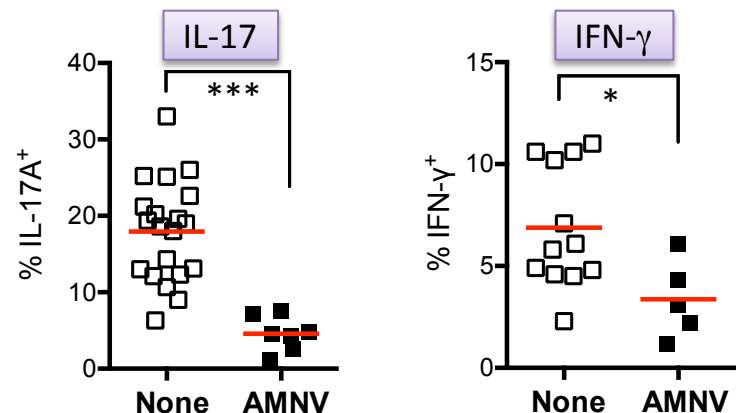 IL-17
40
30
20
10
0
% IL-17A+
***
None AMNV
IFN-γ
15
10
5
0
% IFN-γ+
*
None AMNV